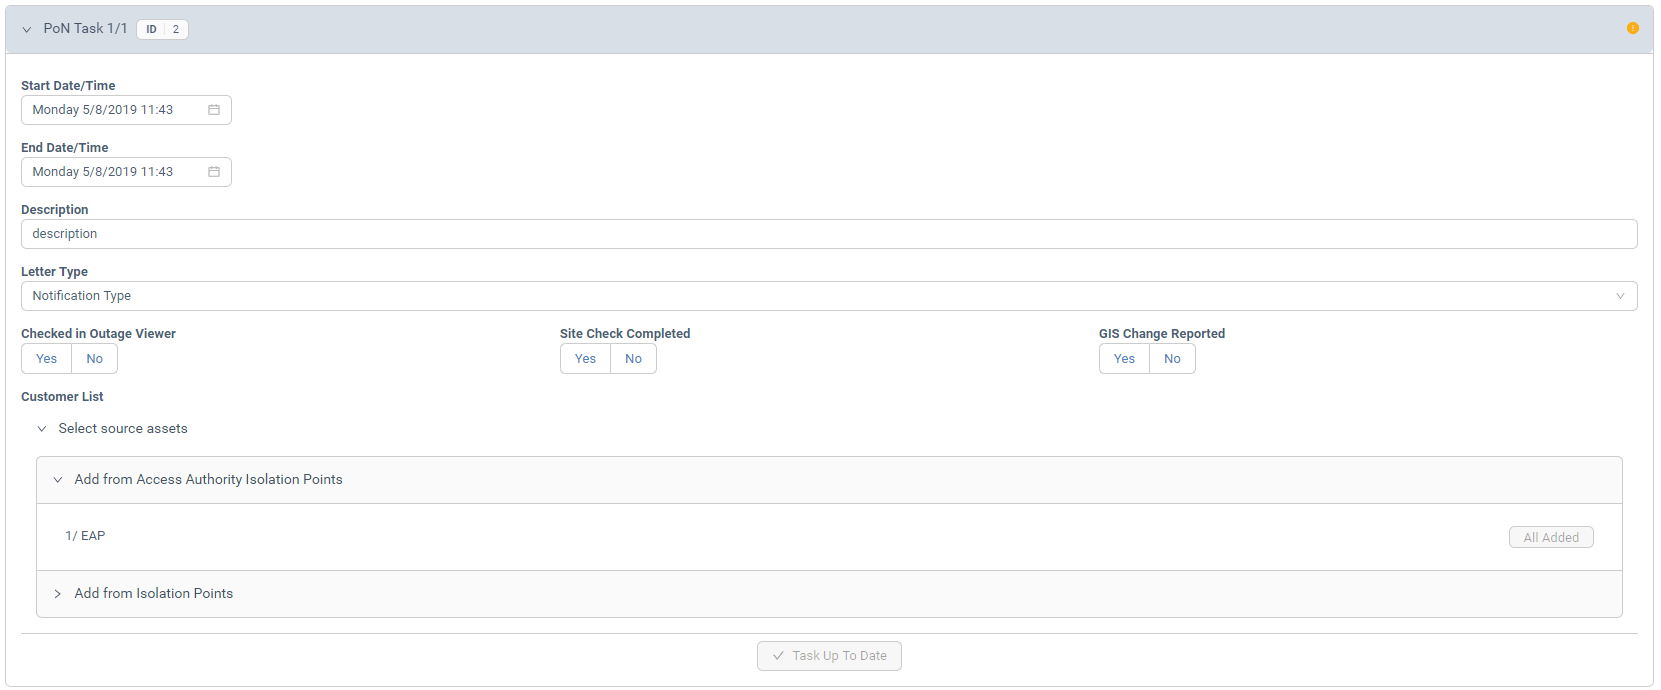 PoN Task 1/1 ID 2
Start Date/Time
Monday 5/8/2019 11:43
End Date/Time
Monday 5/8/2019 11:43
Description
description
Letter Type
Notification Type
Checked in Outage Viewer Site Check Completed GIS Change Reported
Yes No Yes No Yes No
Customer List
Select source assets
Add from Access Authority Isolation Points
1/ EAP All Added
Add from Isolation Points
Task Up To Date